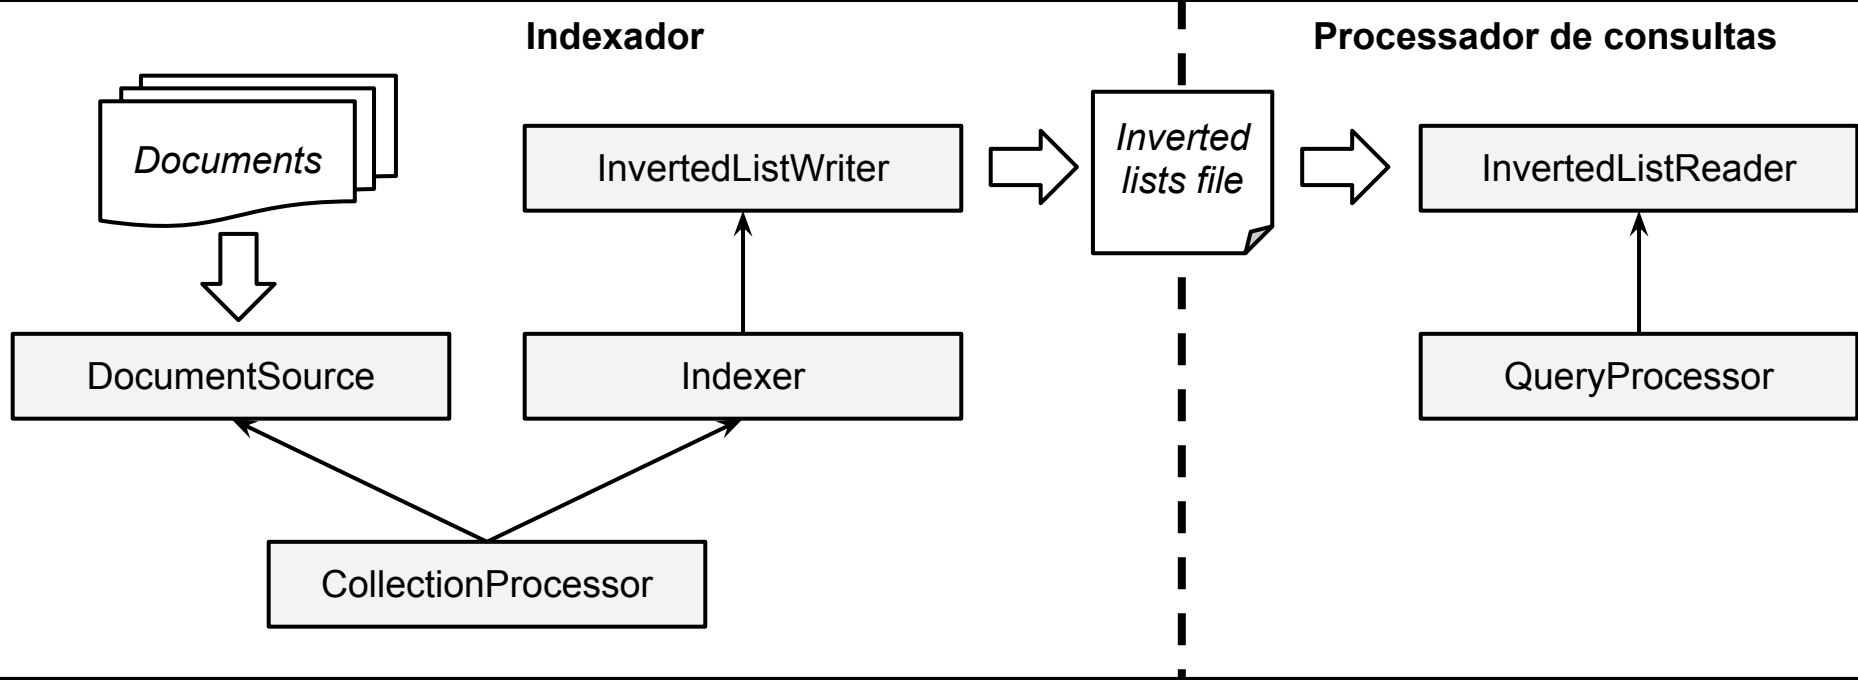 Indexador
Processador de consultas
Documents
InvertedListWriter
Inverted
lists file
InvertedListReader
DocumentSource
Indexer
QueryProcessor
CollectionProcessor